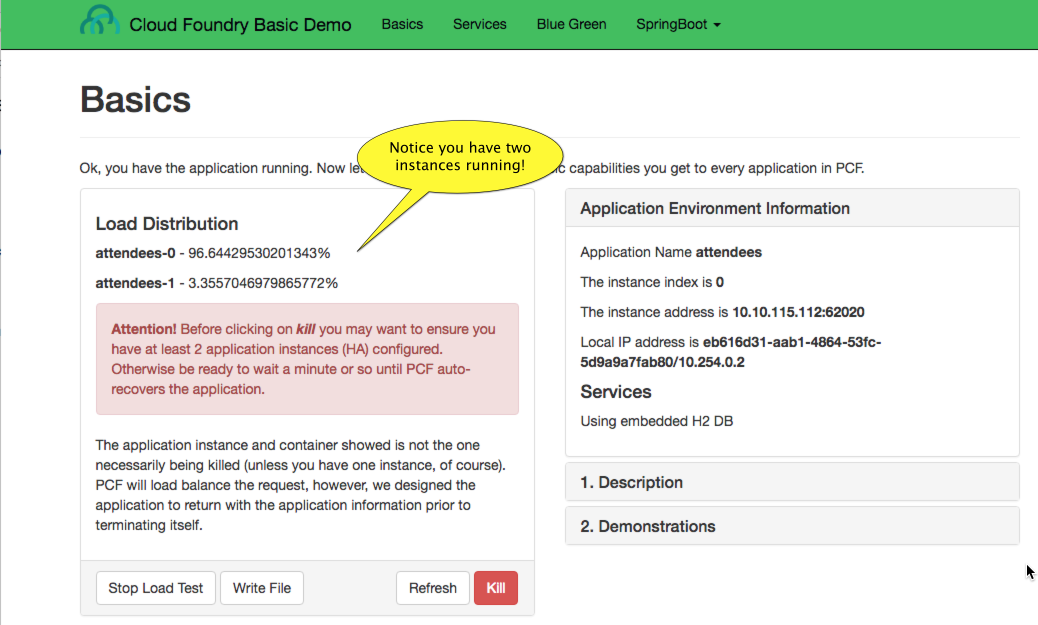 Cloud Foundry Basic Demo Basics Services Blue Green SpringBoot
Basics
Notice you have two
instances running!
Ok, you have the application running. Now le
ic capabilities you get to every application in PCF.
Load Distribution
attendees-0 - 96.64429530201343%
attendees-1 - 3.3557046979865772%
Attention! Before clicking on kill you may want to ensure you
have at least 2 application instances (HA) configured.
Otherwise be ready to wait a minute or so until PCF auto-
recovers the application.
The application instance and container showed is not the one
necessarily being killed (unless you have one instance, of course).
PCF will load balance the request, however, we designed the
application to return with the application information prior to
terminating itself.
Stop Load Test Write File Refresh Kill
Application Environment Information
Application Name attendees
The instance index is 0
The instance address is 10.10.115.112:62020
Local IP address is eb616d31-aab1-4864-53fc-
5d9a9a7fab80/10.254.0.2
Services
Using embedded H2 DB
1. Description
2. Demonstrations